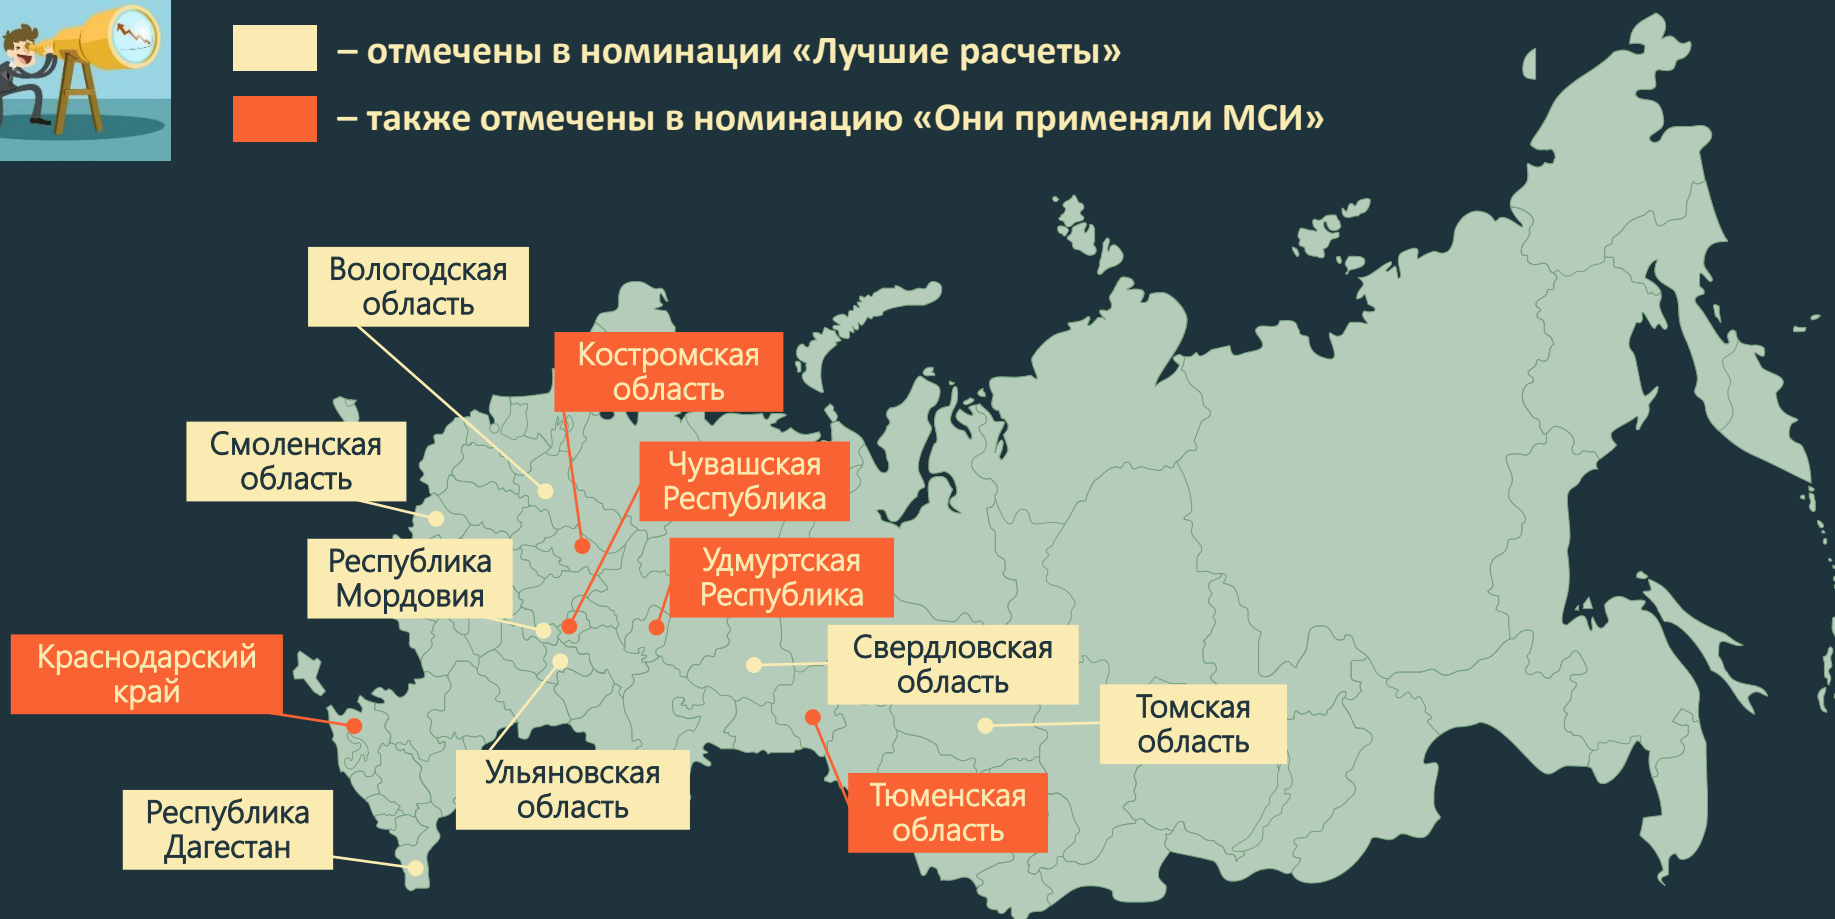 – отмечены в номинации «Лучшие расчеты»
– также отмечены в номинацию «Они применяли МСИ»
Вологодская
область
Костромская
область
Смоленская
область
Чувашская
Республика
Республика
Мордовия
Удмуртская
Республика
Краснодарский
край
Свердловская
область
Томская
область
Ульяновская
область
Тюменская
область
Республика
Дагестан